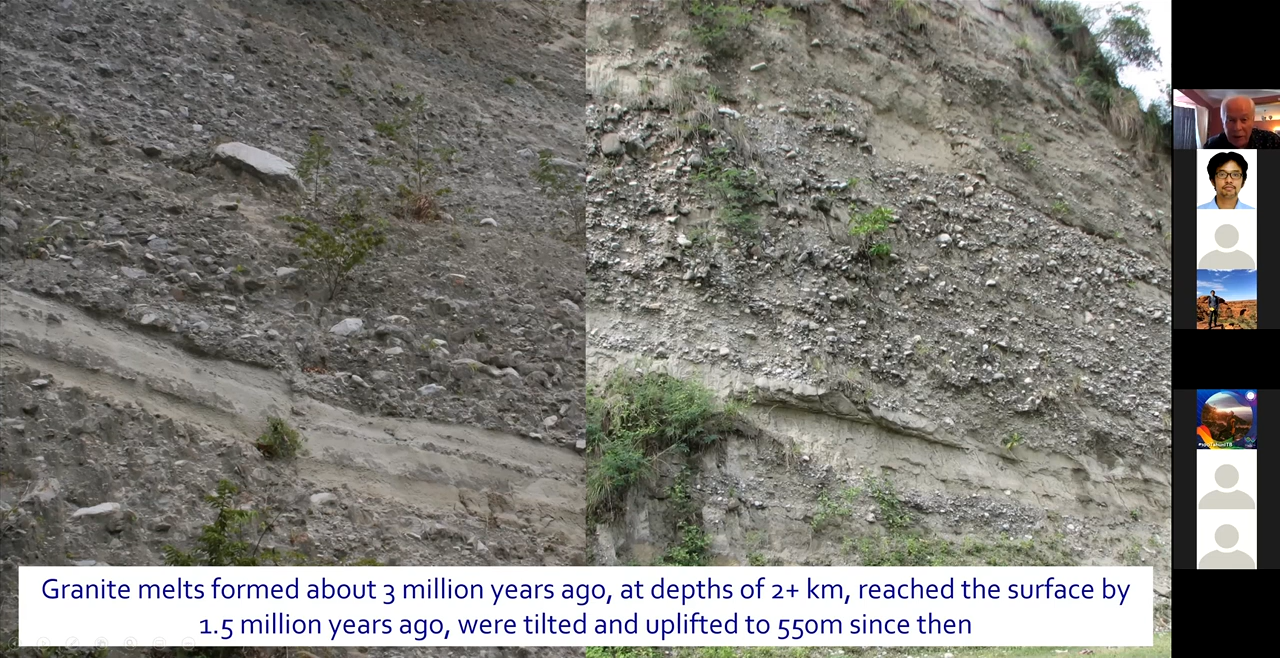 Granite melts formed about 3 million years ago, at depths of 2+ km, reached the surface by
1.5 million years ago, were tilted and uplifted to 550m since then